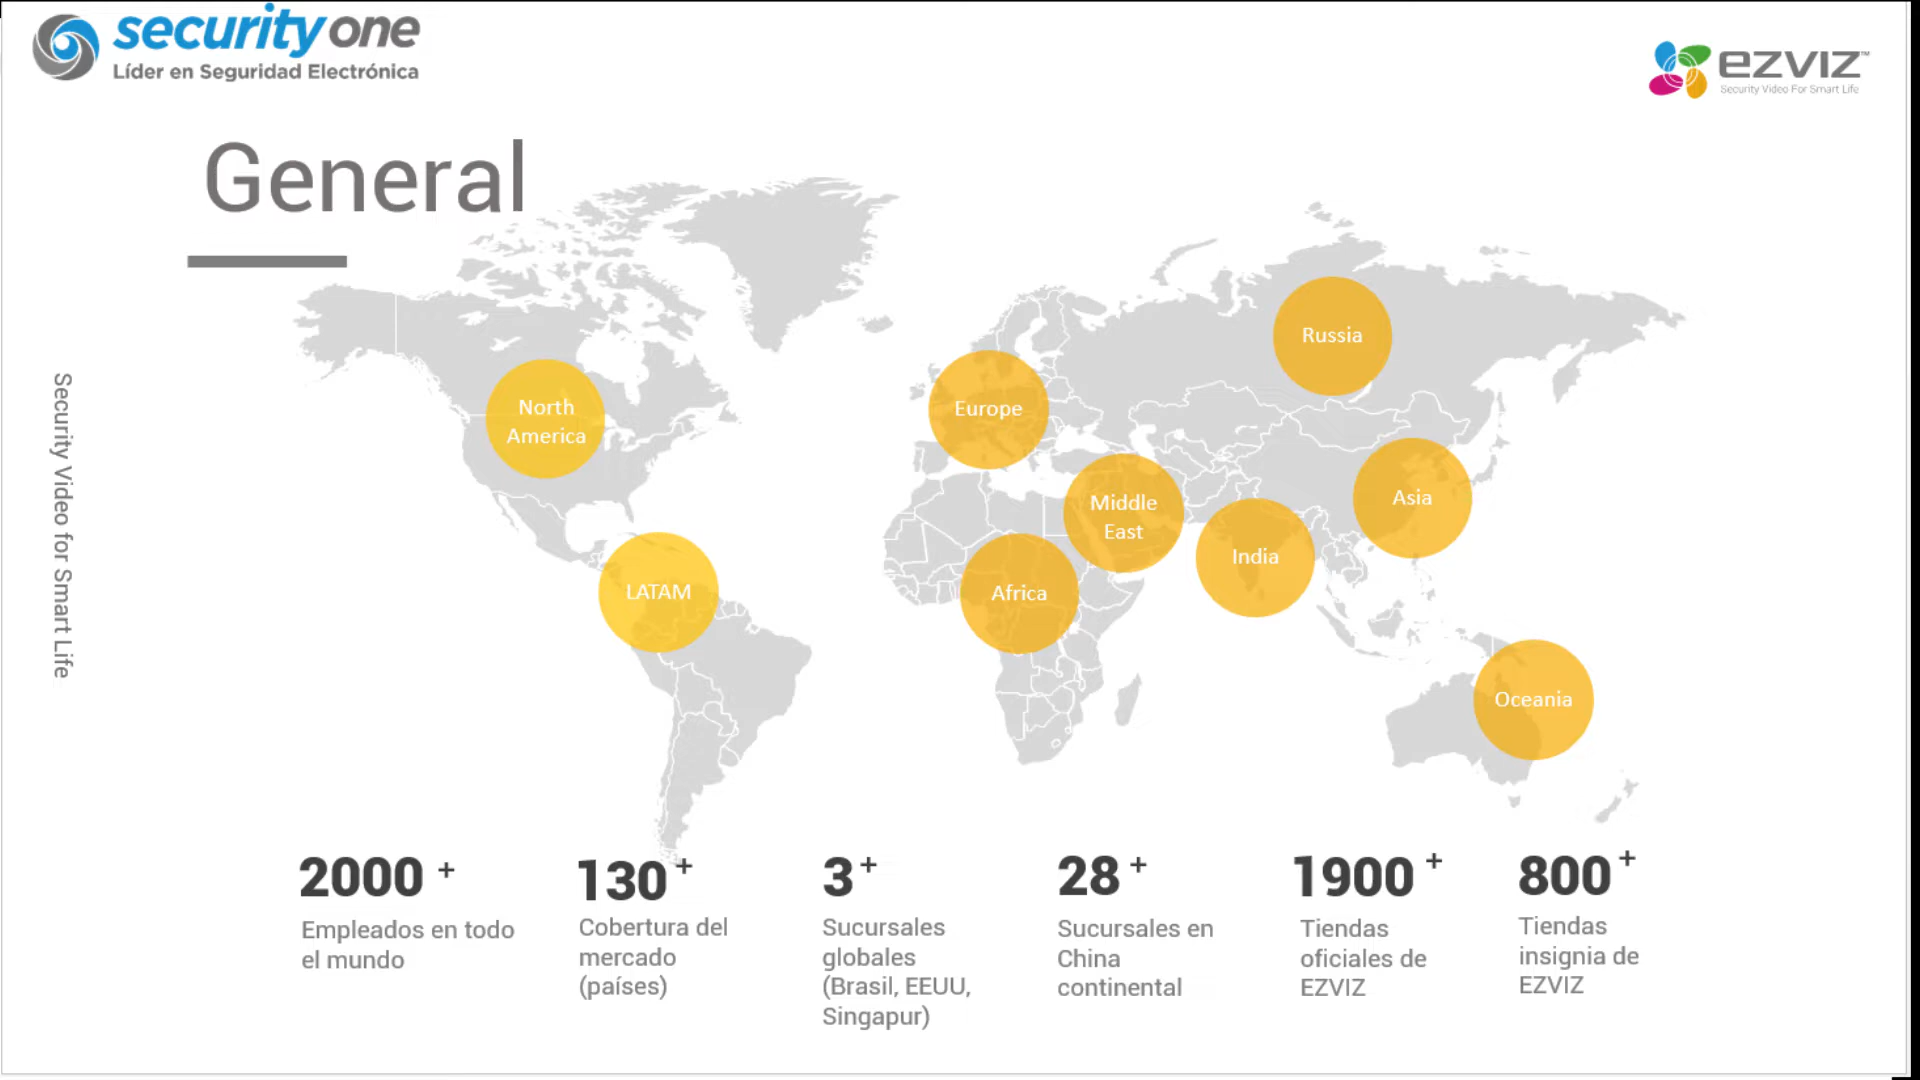 securityone
Líder en Seguridad Electrónica
ezviz™
Security Video For Smart Life
General
Security Video for Smart Life
Russia
North
America
Europe
Middle
East
Asia
India
LATAM
Africa
Oceania
2000 +
Empleados en todo
el mundo
130 +
Cobertura del
mercado
(países)
3 +
Sucursales
globales
(Brasil, EEUU,
Singapur)
28 +
Sucursales en
China
continental
1900 +
Tiendas
oficiales de
EZVIZ
800 +
Tiendas
insignia de
EZVIZ